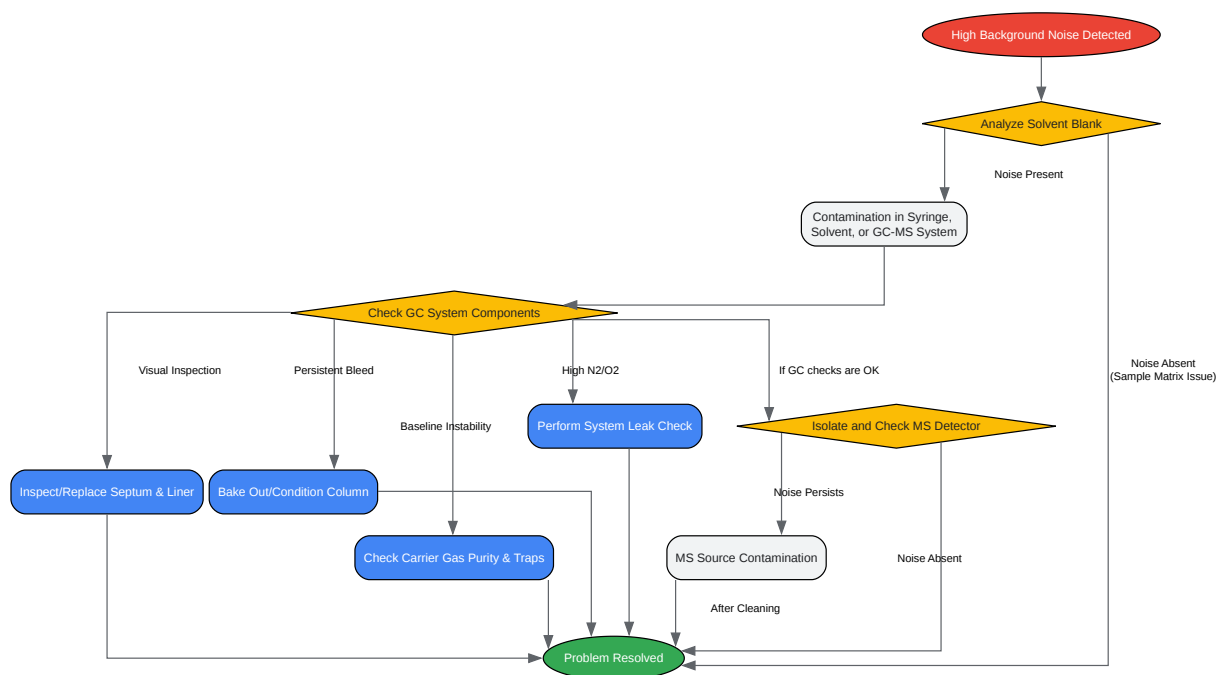 High Background Noise Detected
Analyze Solvent Blank
Noise Present
Contamination in Syringe,
Solvent, or GC-MS System
Check GC System Components
Visual Inspection
Persistent Bleed
High N2/O2
If GC checks are OK
Noise Absent
(Sample Matrix Issue)
Baseline Instability
Perform System Leak Check
Isolate and Check MS Detector
Inspect/Replace Septum & Liner
Bake Out/Condition Column
Noise Persists
Check Carrier Gas Purity & Traps
MS Source Contamination
Noise Absent
After Cleaning
Problem Resolved